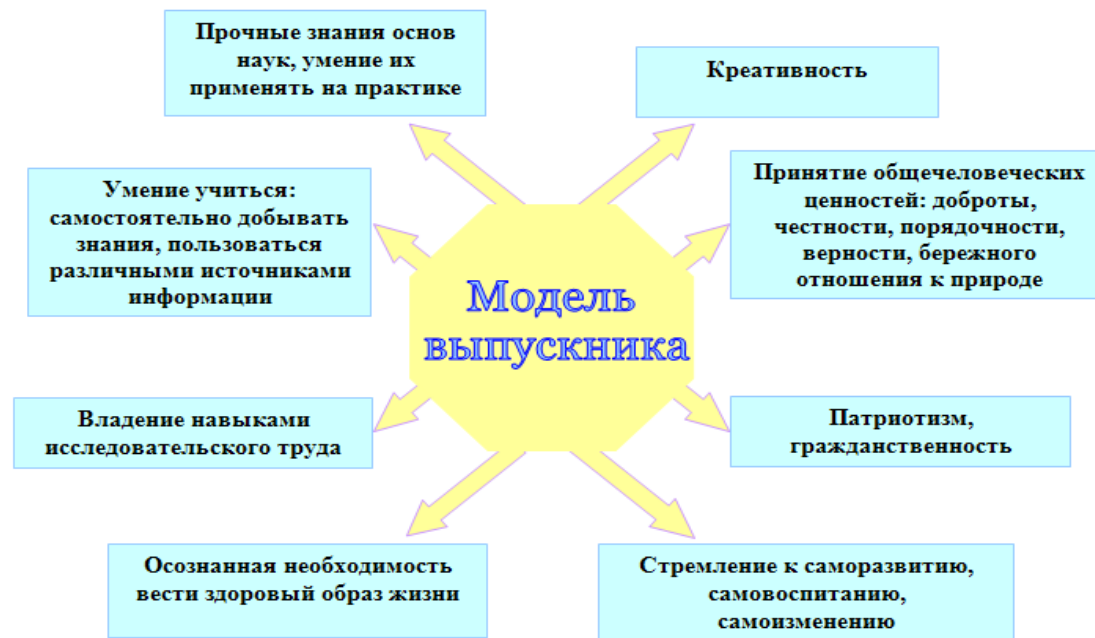 Прочные знания основ
наук, умение их
применять на практике
Креативность
Умение учиться:
самостоятельно добывать
знания, пользоваться
различными источниками
информации
Принятие общечеловеческих
ценностей: доброты,
честности, порядочности,
верности, бережного
отношения к природе
Модель
выпускника
Владение навыками
исследовательского труда
Патриотизм,
гражданственность
Осознанная необходимость
вести здоровый образ жизни
Стремление к саморазвитию,
самовоспитанию,
самоизменению